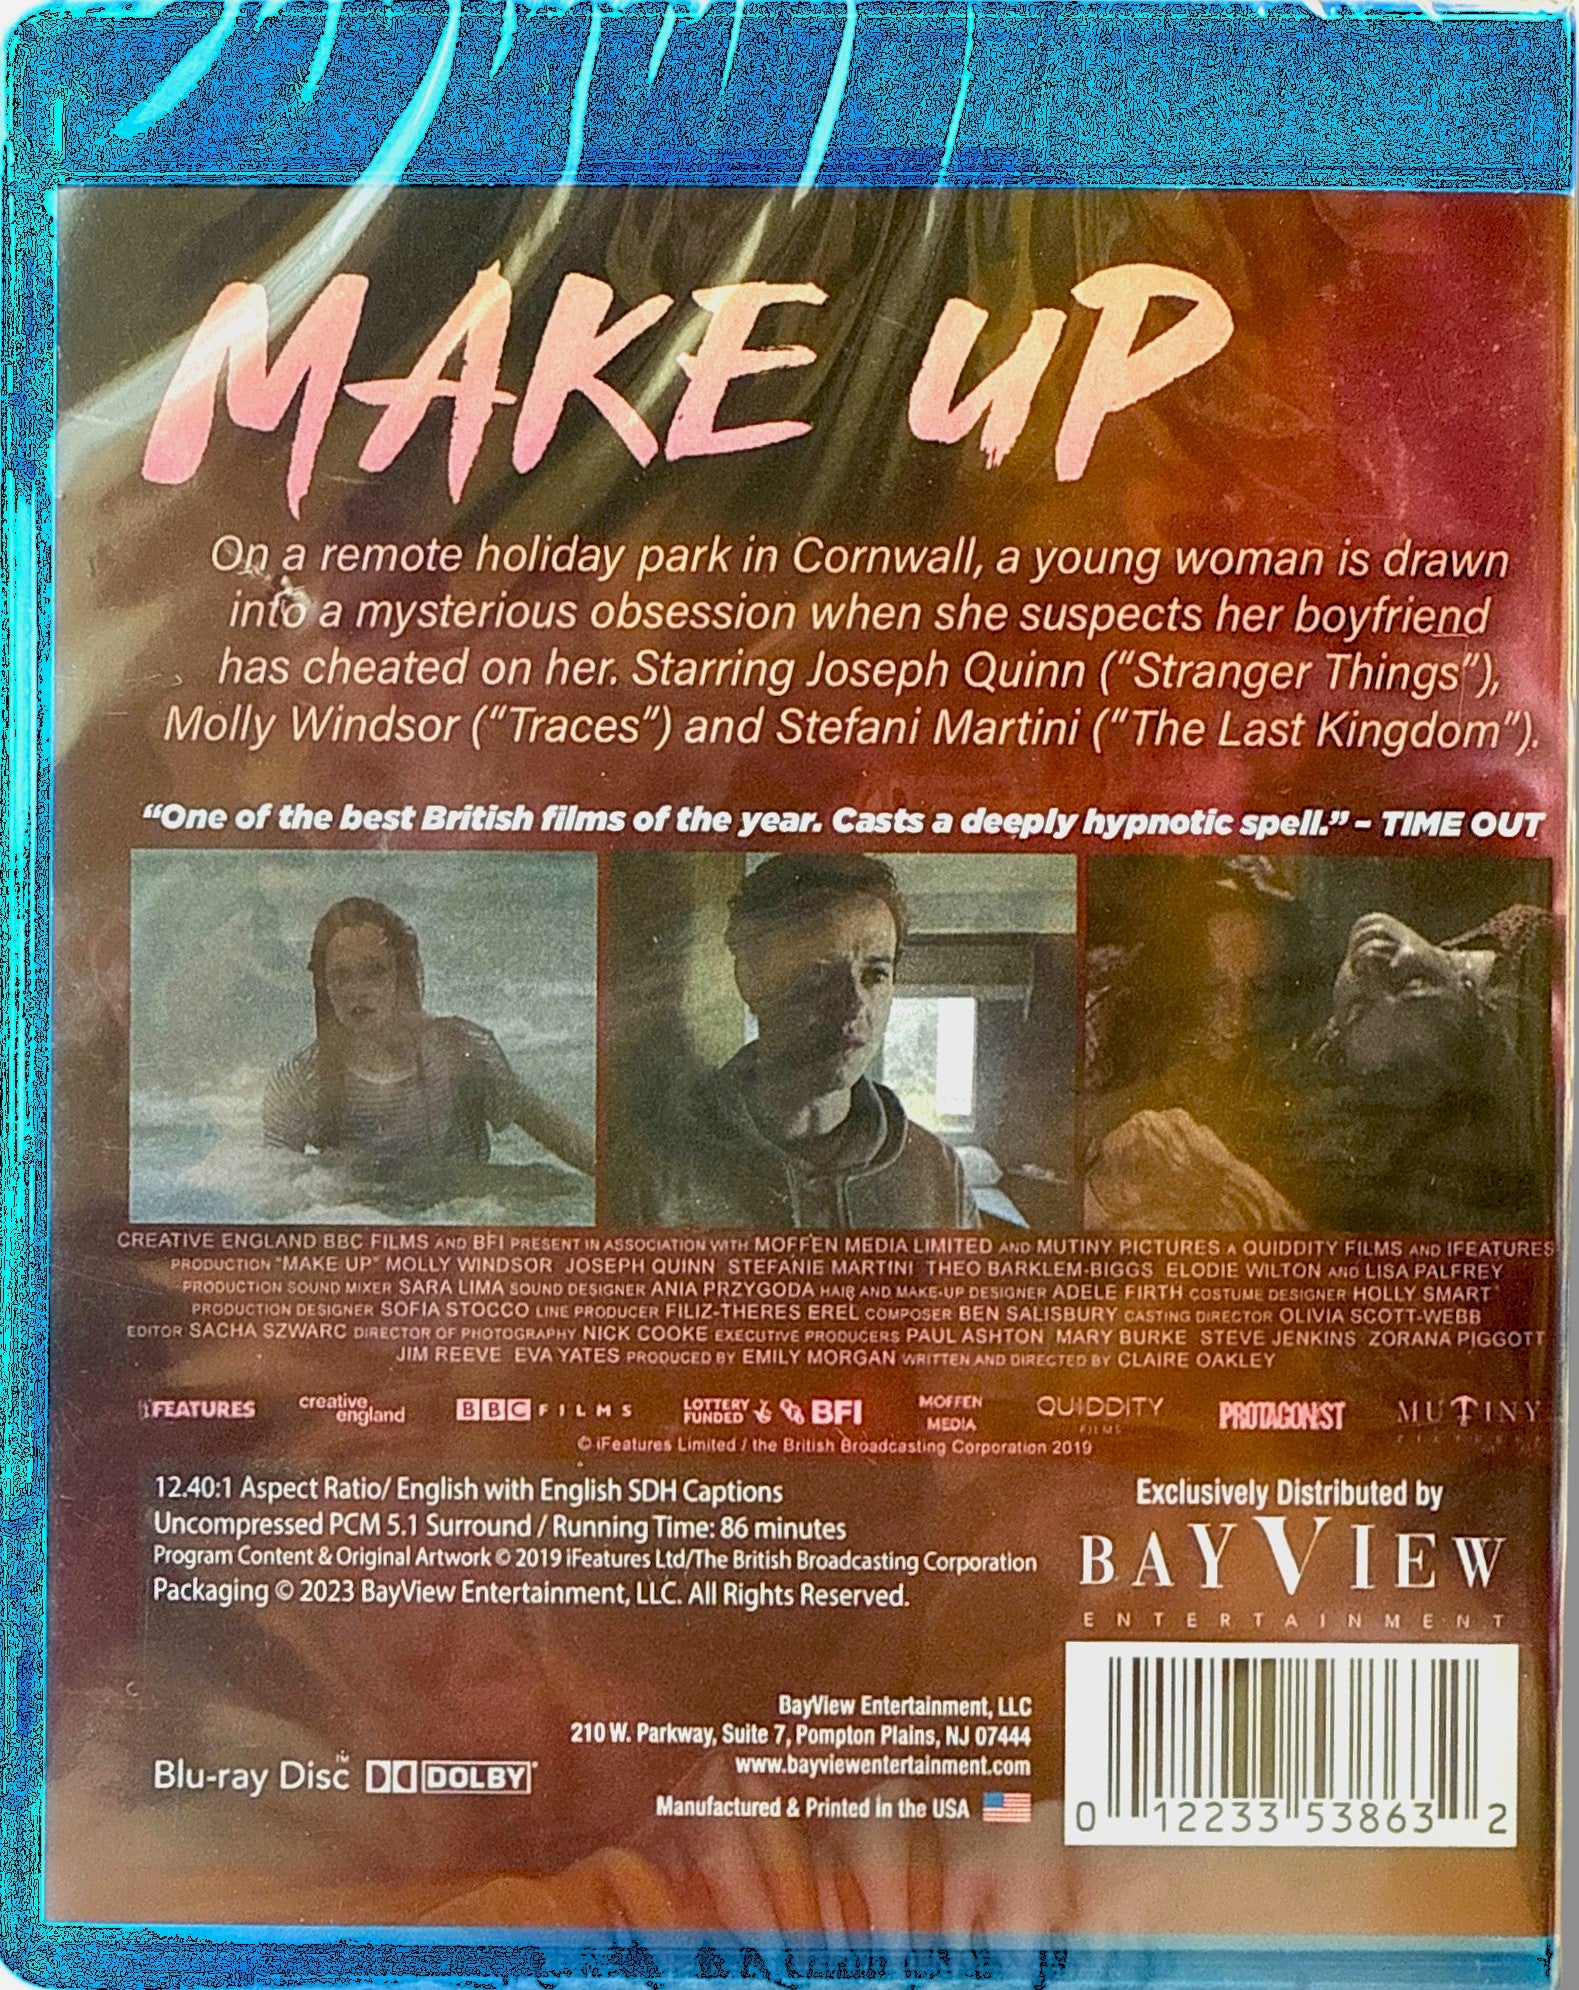 MAKE UP
On a remote holiday park in Cornwall, a young woman is drawn
into a mysterious obsession when she suspects her boyfriend
has cheated on her. Starring Joseph Quinn (“Stranger Things”),
Molly Windsor (“Traces”) and Stefani Martini (“The Last Kingdom”).
“One of the best British films of the year. Casts a deeply hypnotic spell.” – TIME OUT
CREATIVE ENGLAND BBC FILMS AND BFI PRESENT IN ASSOCIATION WITH MOFFEN MEDIA LIMITED AND MUTINY PICTURES A QUIDDITY FILMS AND IFEATURES
PRODUCTION "MAKE UP" MOLLY WINDSOR JOSEPH QUINN STEFANIE MARTINI THEO BARKLEM-BIGGS ELODIE WILTON AND LISA PALFREY
PRODUCTION SOUND MIXER SARA LIMA SOUND DESIGNER ANIA PRZYGODA HAIR AND MAKE-UP DESIGNER ADELE FIRTH COSTUME DESIGNER HOLLY SMART
PRODUCTION DESIGNER SOFIA STOCCO LINE PRODUCER FILIZ-THERES EREL COMPOSER BEN SALISBURY CASTING DIRECTOR OLIVIA SCOTT-WEBB
EDITOR SACHA SZWARC DIRECTOR OF PHOTOGRAPHY NICK COOKE EXECUTIVE PRODUCERS PAUL ASHTON MARY BURKE STEVE JENKINS ZORANA PIGGOTT
JIM REEVE EVA YATES PRODUCED BY EMILY MORGAN WRITTEN AND DIRECTED BY CLAIRE OAKLEY
iFEATURES creative england BBC FILMS LOTTERY FUNDED BFI MOFFEN MEDIA QUIDDITY FILMS PROTAGONIST MUTINY
© iFeatures Limited / the British Broadcasting Corporation 2019
12.40:1 Aspect Ratio/ English with English SDH Captions
Uncompressed PCM 5.1 Surround / Running Time: 86 minutes
Program Content & Original Artwork © 2019 iFeatures Ltd/The British Broadcasting Corporation
Packaging © 2023 BayView Entertainment, LLC. All Rights Reserved.
Exclusively Distributed by
BAYVIEW
ENTERTAINMENT
BayView Entertainment, LLC
210 W. Parkway, Suite 7, Pompton Plains, NJ 07444
www.bayviewentertainment.com
Manufactured & Printed in the USA
Blu-ray Disc™ DOLBY
0 12233 53863 2